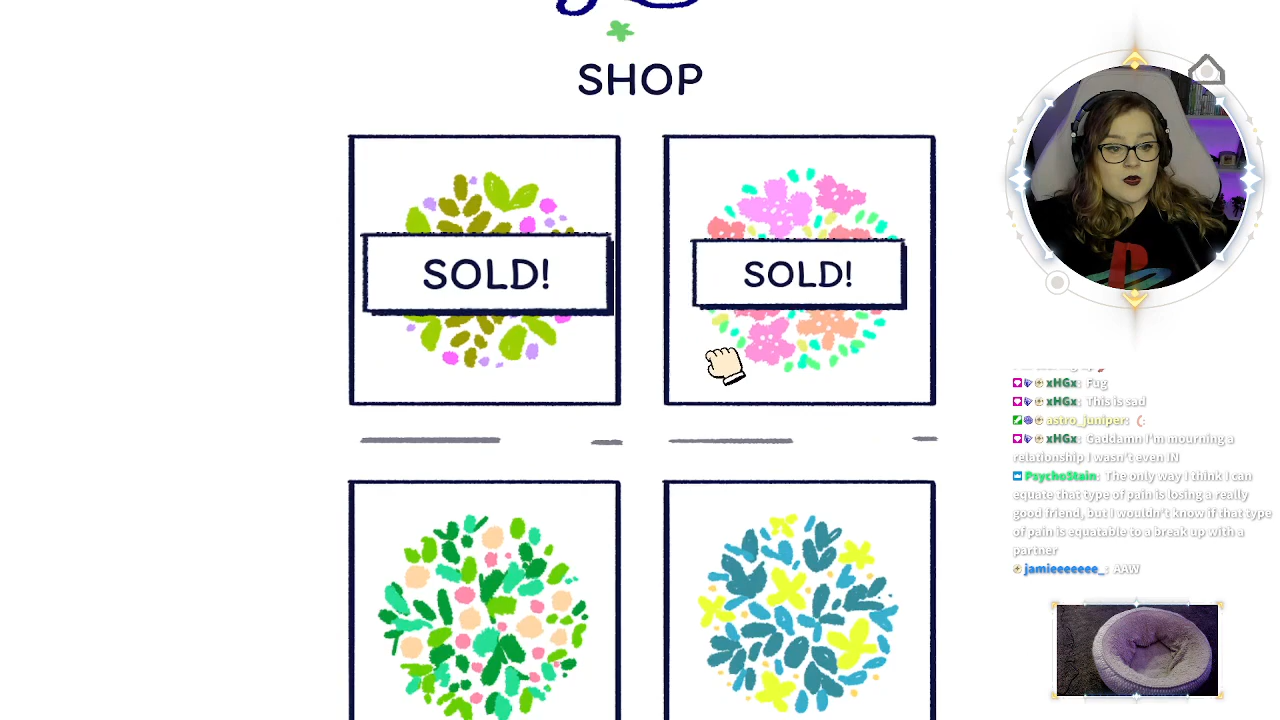 SHOP
SOLD!
SOLD!
xHGx: Fug
xHGx: This is sad
astro_juniper: (:
xHGx: Gaddamn I'm mourning a
relationship I wasn't even IN
PsychoStain: The only way I think I can
equate that type of pain is losing a really
good friend, but I wouldn't know if that type
of pain is equatable to a break up with a
partner
jamieeeeeee_: AAW